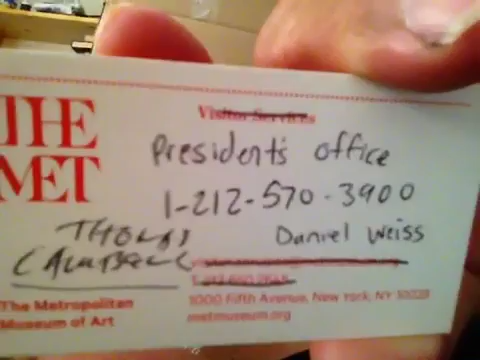 THE
MET
Visitor Services
President's office
1-212-570-3900
THOMAS
CAMPBELL
Daniel Weiss
The Metropolitan
Museum of Art
1000 Fifth Avenue, New York, NY 10028
metmuseum.org